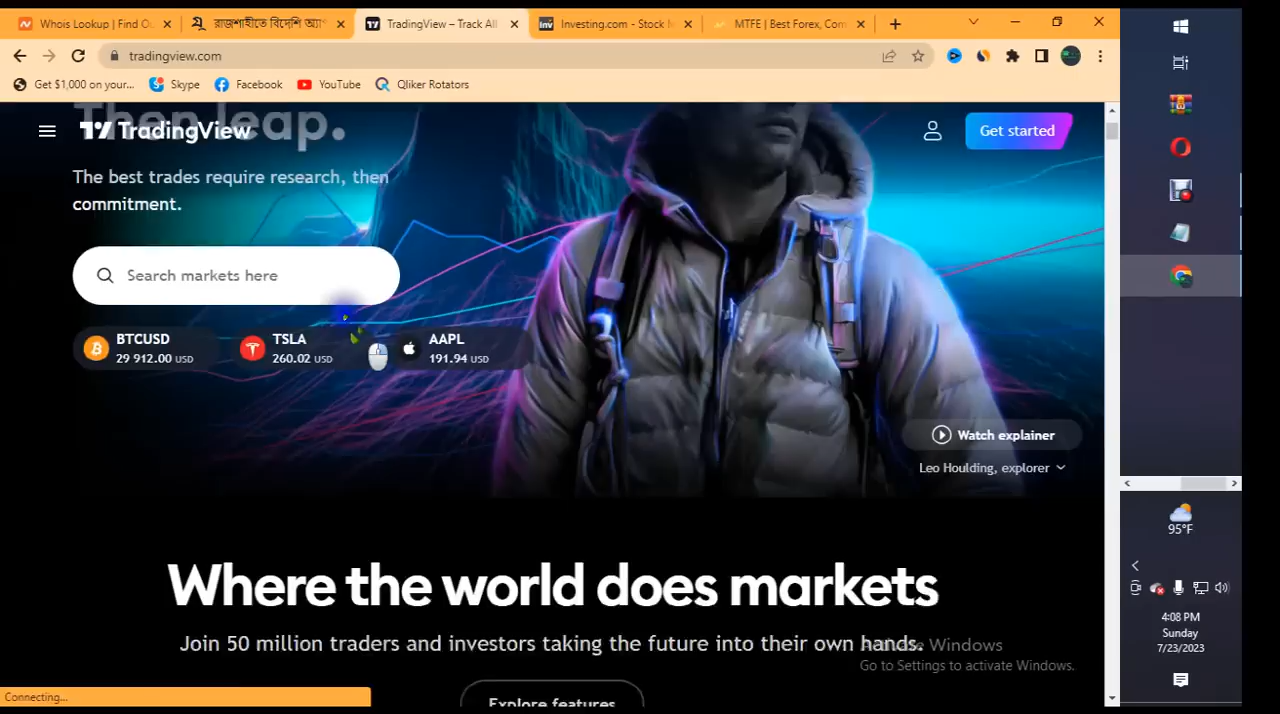 Whois Lookup | Find O
রাজশাহীতে বিদেশি অ্যা
TradingView – Track All
Investing.com - Stock M
MTFE | Best Forex, Com
tradingview.com
Get $1,000 on your...
Skype
Facebook
YouTube
Qliker Rotators
Then leap.
TradingView
Get started
The best trades require research, then
commitment.
Search markets here
BTCUSD
29 912.00 USD
TSLA
260.02 USD
AAPL
191.94 USD
Watch explainer
Leo Houlding, explorer
Where the world does markets
Join 50 million traders and investors taking the future into their own hands.
Explore features
Activate Windows
Go to Settings to activate Windows.
Connecting...
95°F
4:08 PM
Sunday
7/23/2023